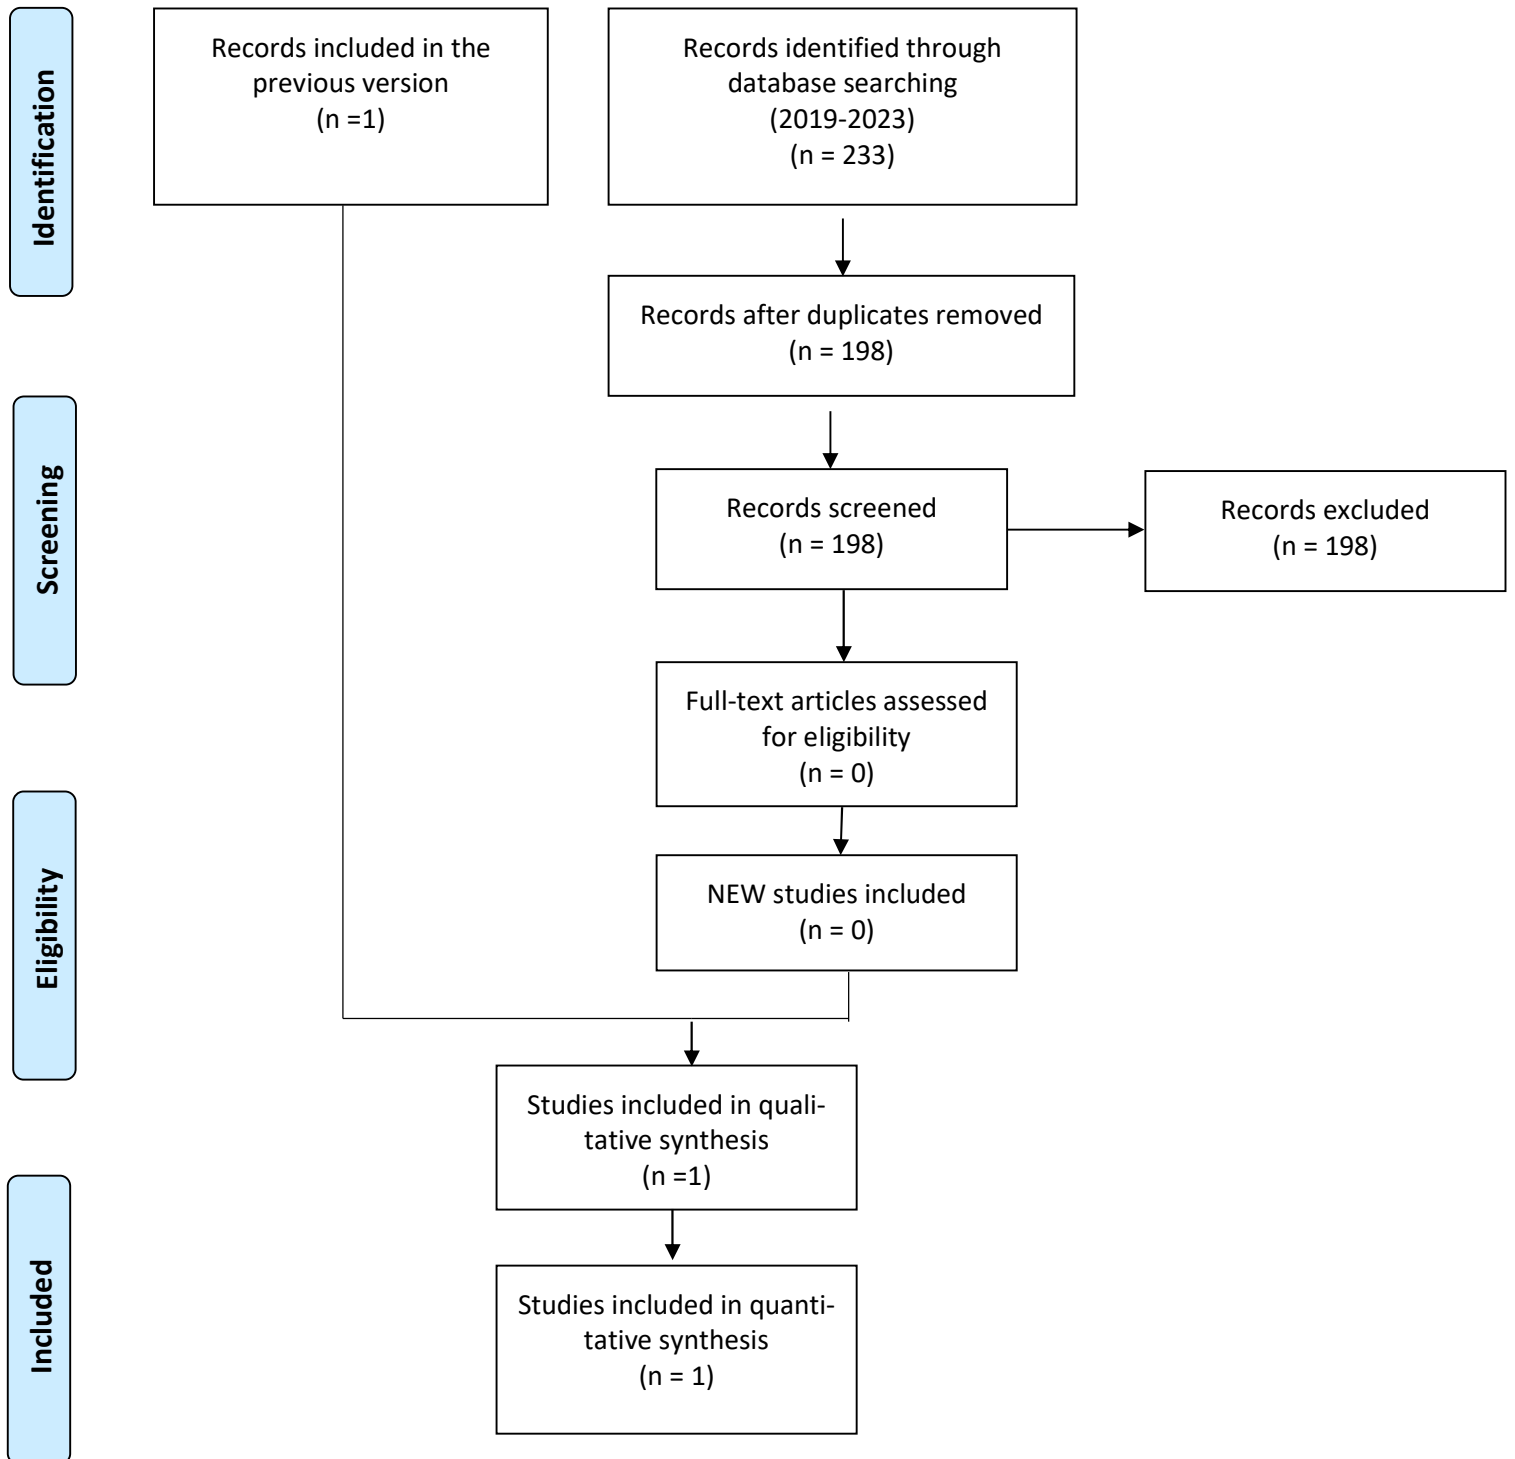 Identification
Records included in the
previous version
(n =1)
Records identified through
database searching
(2019-2023)
(n = 233)
Records after duplicates removed
(n = 198)
Screening
Records screened
(n = 198)
Records excluded
(n = 198)
Full-text articles assessed
for eligibility
(n = 0)
Eligibility
NEW studies included
(n = 0)
Studies included in quali-
tative synthesis
(n =1)
Included
Studies included in quanti-
tative synthesis
(n = 1)